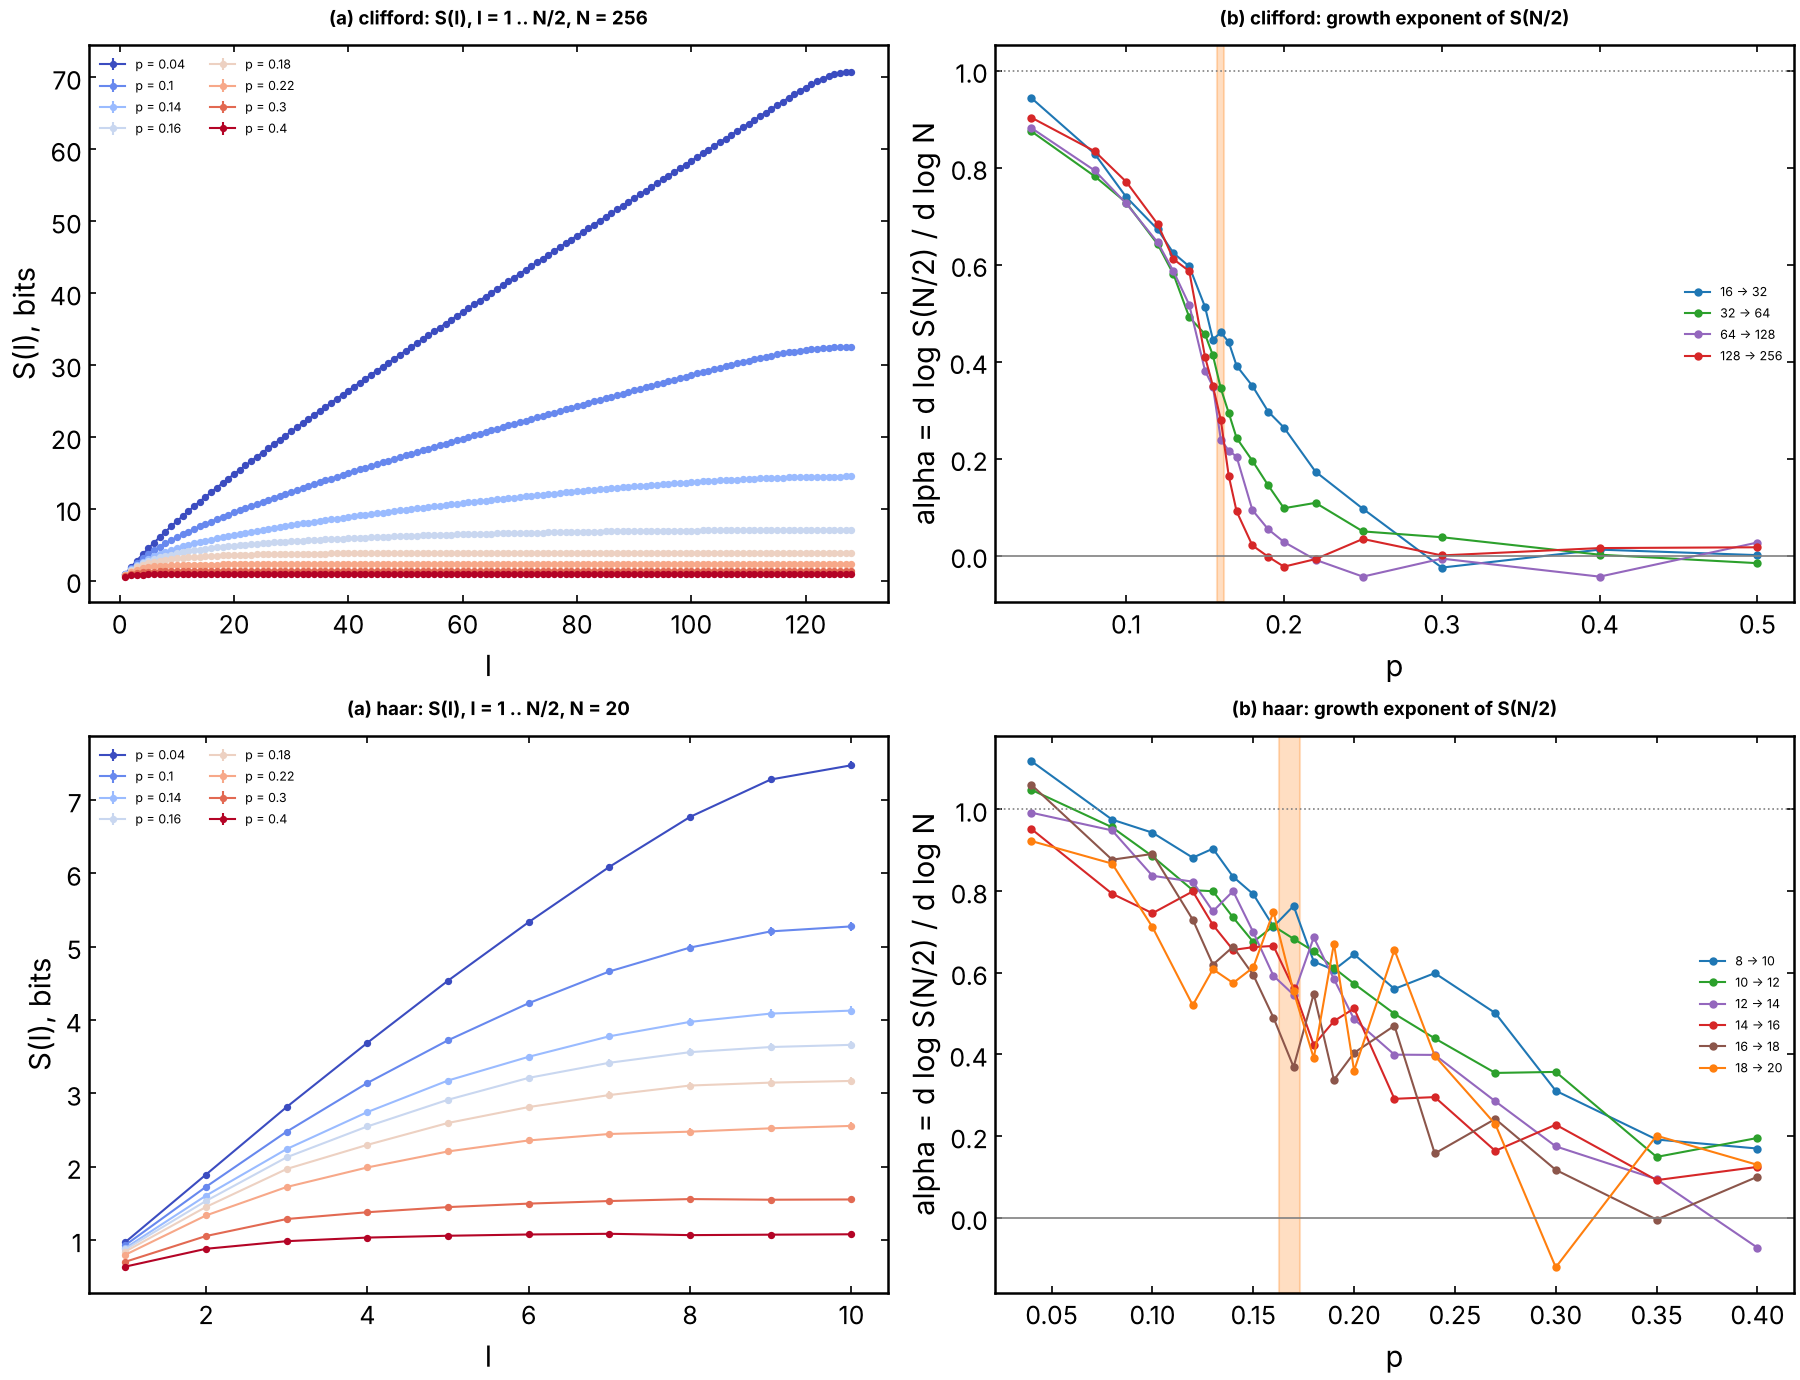 (a) clifford: S(l), l = 1 .. N/2, N = 256
S(l), bits
70
60
50
40
30
20
10
0
p = 0.04
p = 0.1
p = 0.14
p = 0.16
p = 0.18
p = 0.22
p = 0.3
p = 0.4
0 20 40 60 80 100 120
l
(b) clifford: growth exponent of S(N/2)
alpha = d log S(N/2) / d log N
1.0
0.8
0.6
0.4
0.2
0.0
16 → 32
32 → 64
64 → 128
128 → 256
0.1 0.2 0.3 0.4 0.5
p
(a) haar: S(l), l = 1 .. N/2, N = 20
S(l), bits
7
6
5
4
3
2
1
p = 0.04
p = 0.1
p = 0.14
p = 0.16
p = 0.18
p = 0.22
p = 0.3
p = 0.4
2 4 6 8 10
l
(b) haar: growth exponent of S(N/2)
alpha = d log S(N/2) / d log N
1.0
0.8
0.6
0.4
0.2
0.0
8 → 10
10 → 12
12 → 14
14 → 16
16 → 18
18 → 20
0.05 0.10 0.15 0.20 0.25 0.30 0.35 0.40
p